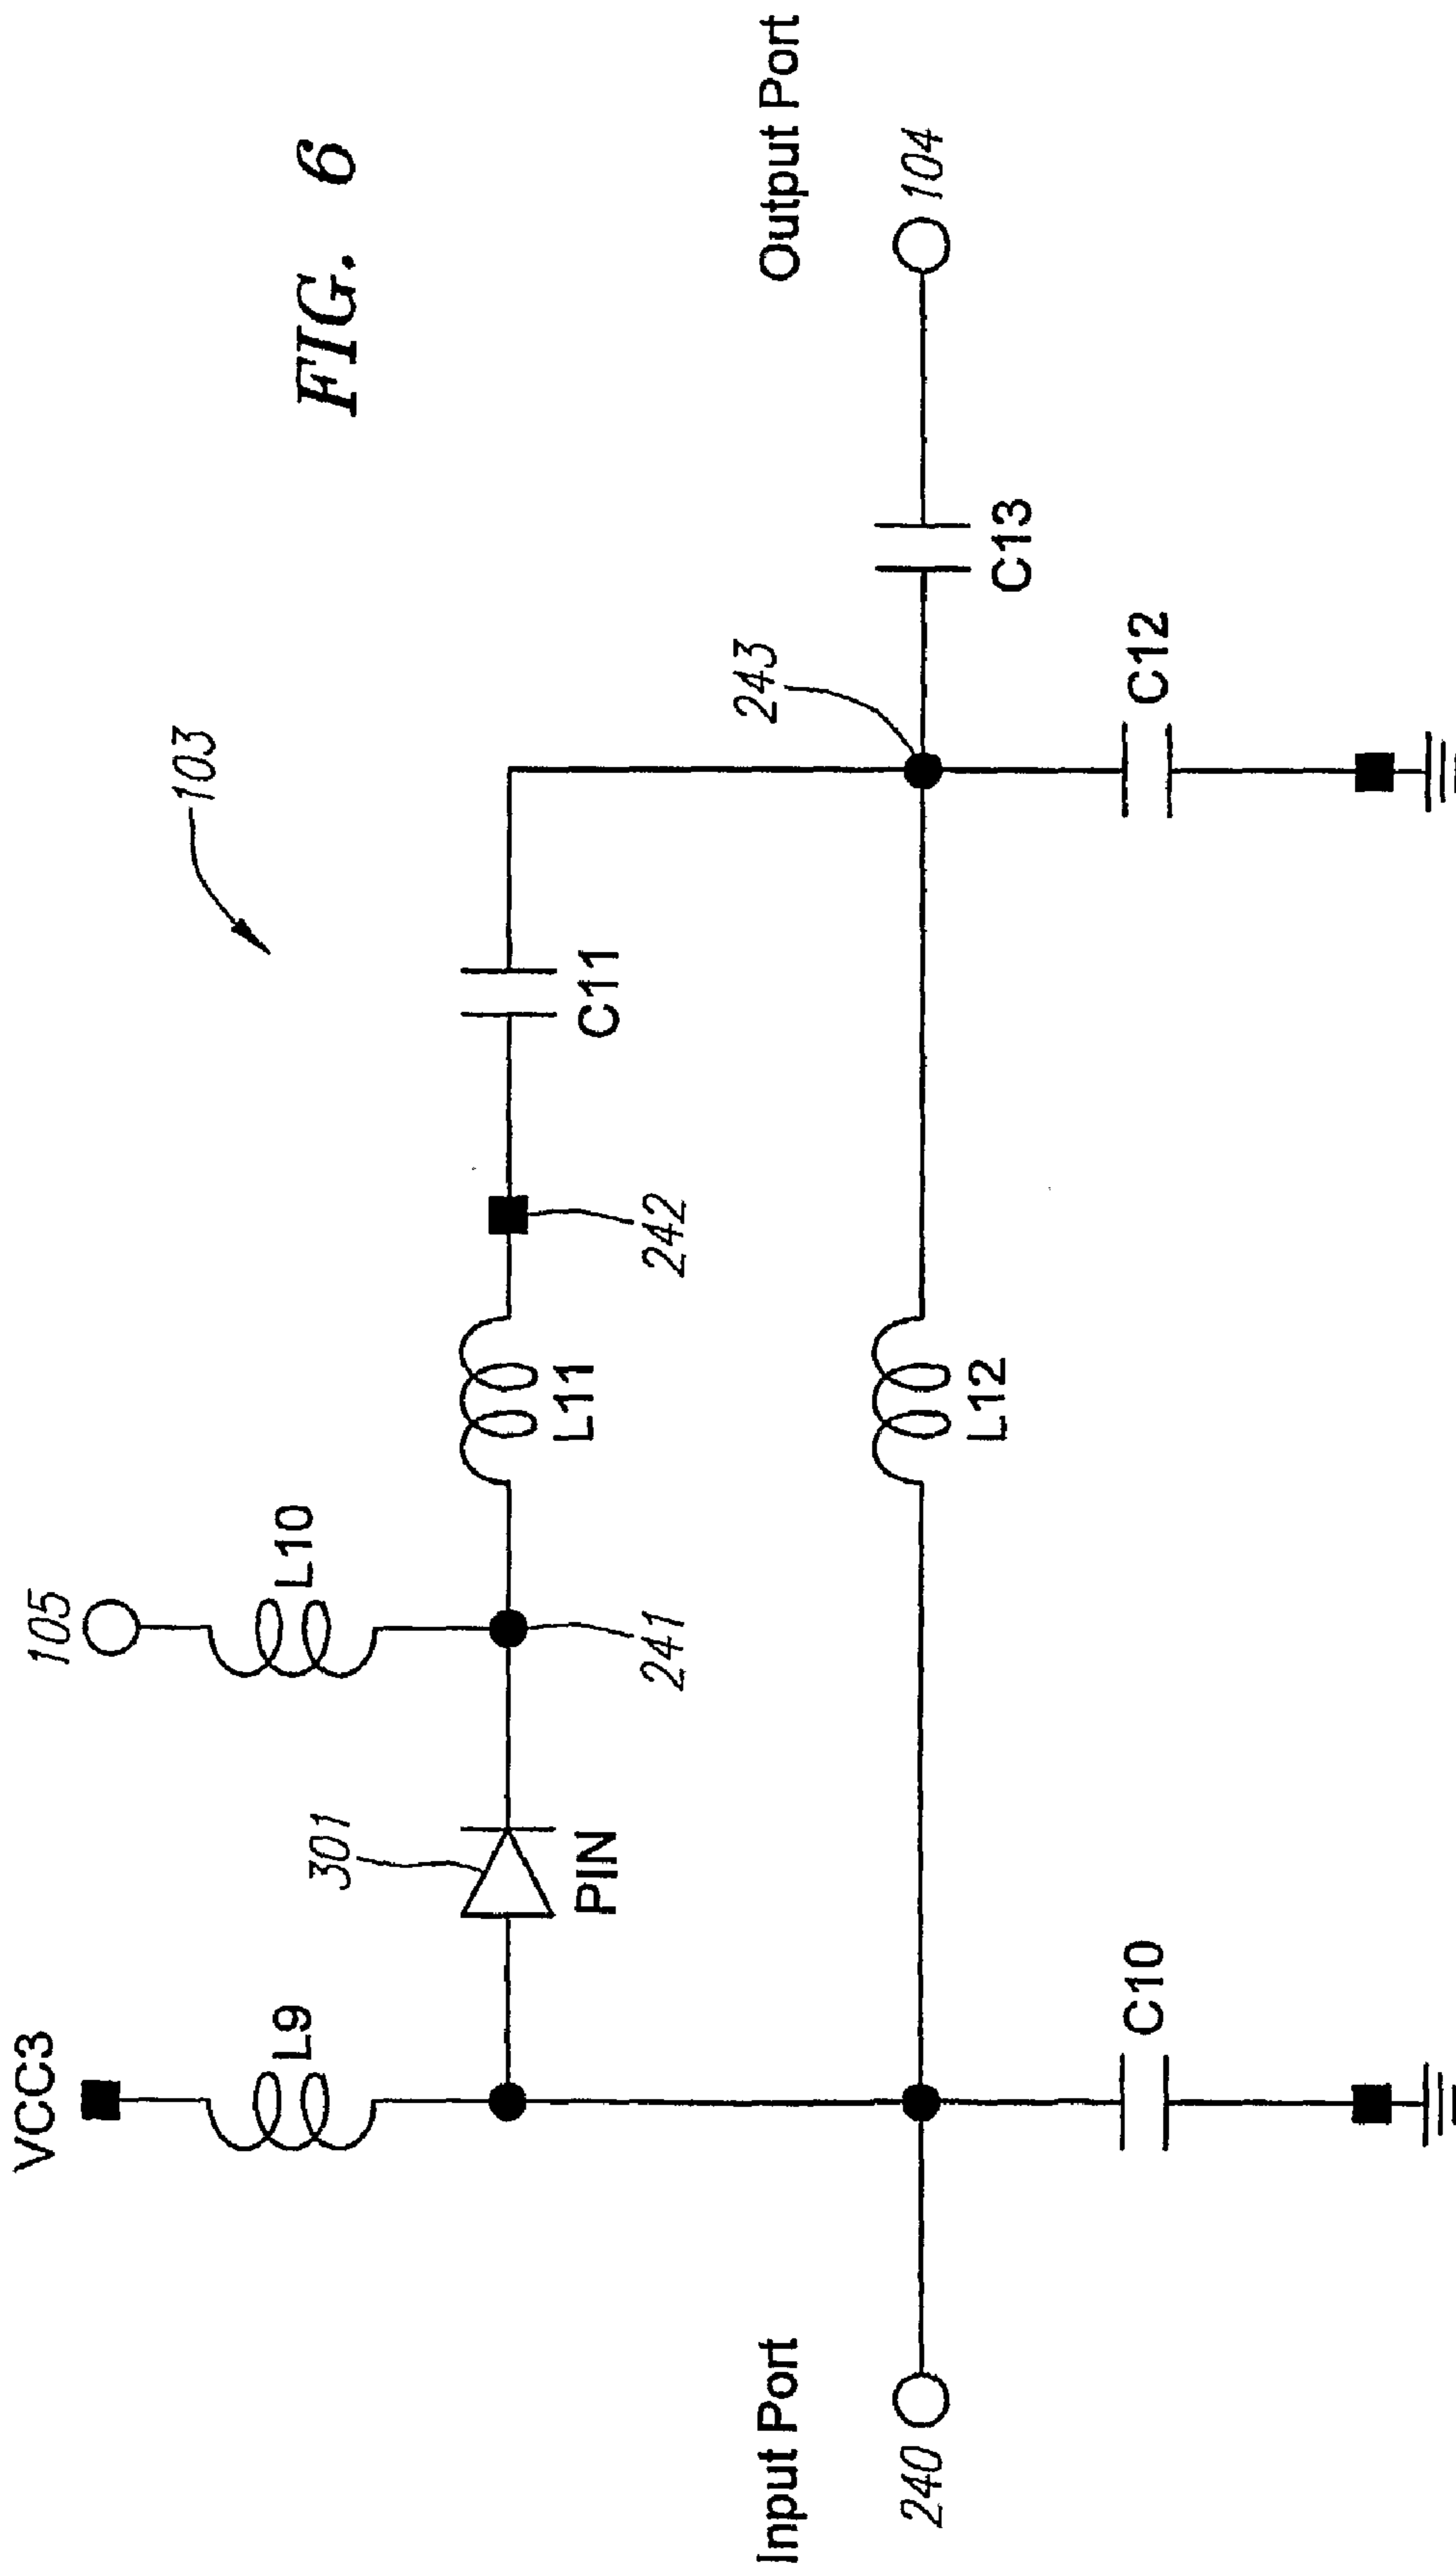 FIG. 6
103
VCC3
L9
105
L10
301
PIN
241
L11
242
C11
243
Input Port
240
L12
C10
C12
C13
Output Port
104